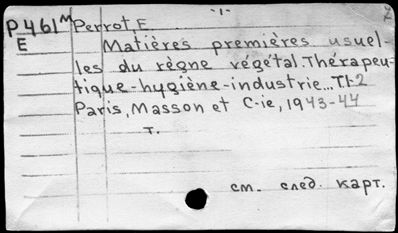 -1-
P461ᴹ Perrot E
E Matières premières usuel-
les du règne végétal. Thérapeu-
tique-hygiène-industrie... T1-2
Paris, Masson et C-ie, 1943-44
т.
см. след. карт.